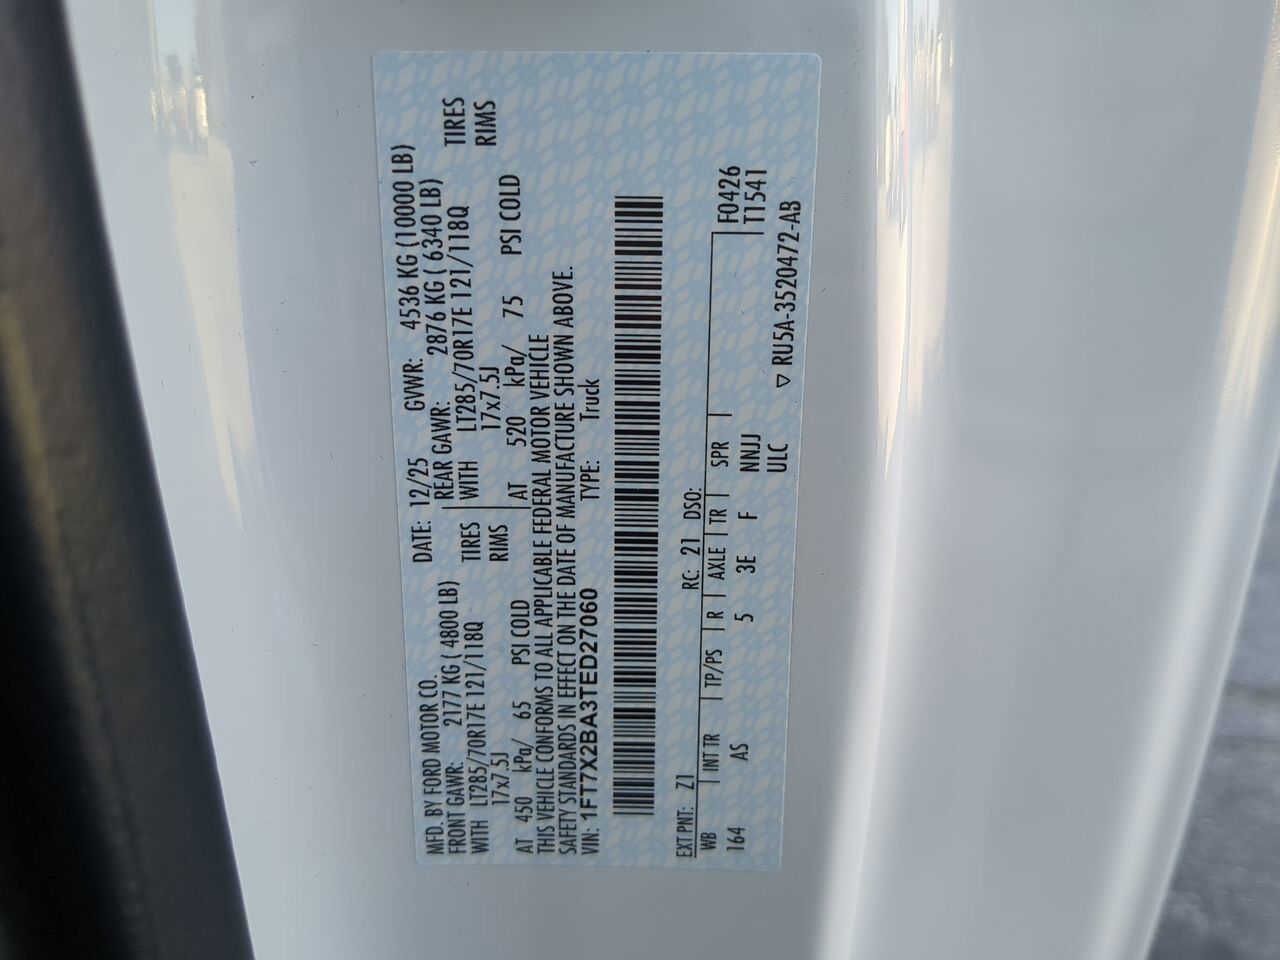 MFD. BY FORD MOTOR CO.
DATE: 12/25 GVWR: 4536 KG (10000 LB)
FRONT GAWR: 2177 KG ( 4800 LB)
REAR GAWR: 2876 KG ( 6340 LB)
WITH LT285/70R17E 121/118Q TIRES
WITH LT285/70R17E 121/118Q TIRES
17x7.5J RIMS
17x7.5J RIMS
AT 450 kPa/ 65 PSI COLD
AT 520 kPa/ 75 PSI COLD
THIS VEHICLE CONFORMS TO ALL APPLICABLE FEDERAL MOTOR VEHICLE
SAFETY STANDARDS IN EFFECT ON THE DATE OF MANUFACTURE SHOWN ABOVE.
VIN: 1FT7X2BA3TED27060 TYPE: Truck
EXT PNT: Z1 RC: 21 DSO:
WB INT TR TP/PS R AXLE TR SPR F0426
164 AS 5 3E F NNJJ T1541
ULC
▽ RU5A-3520472-AB